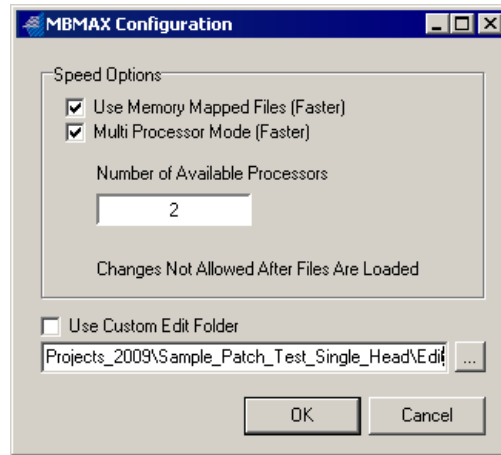 MBMAX Configuration
Speed Options
Use Memory Mapped Files (Faster)
Multi Processor Mode (Faster)
Number of Available Processors
2
Changes Not Allowed After Files Are Loaded
Use Custom Edit Folder
Projects_2009\Sample_Patch_Test_Single_Head\Edit
...
OK
Cancel